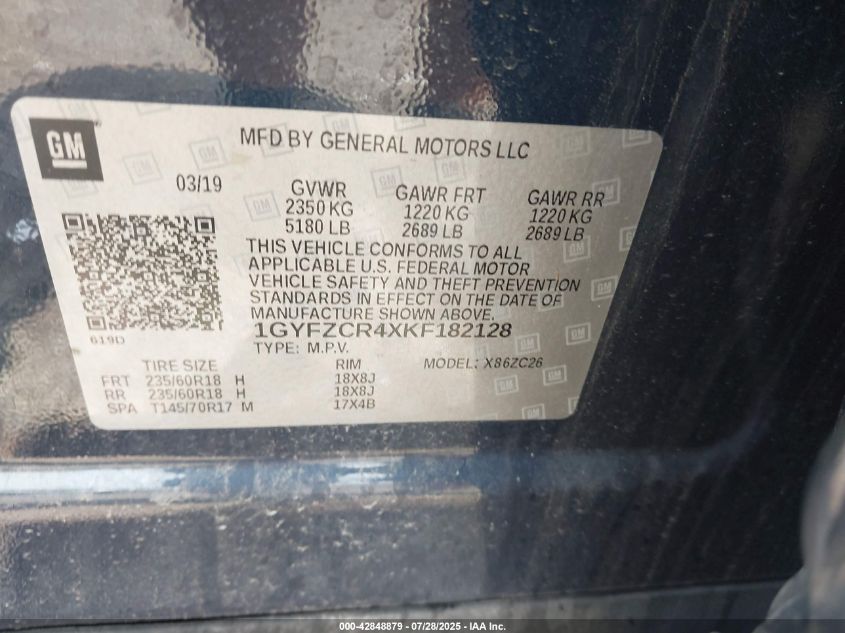 GM
MFD BY GENERAL MOTORS LLC
03/19
GVWR
2350 KG
5180 LB
GAWR FRT
1220 KG
2689 LB
GAWR RR
1220 KG
2689 LB
THIS VEHICLE CONFORMS TO ALL
APPLICABLE U.S. FEDERAL MOTOR
VEHICLE SAFETY AND THEFT PREVENTION
STANDARDS IN EFFECT ON THE DATE OF
MANUFACTURE SHOWN ABOVE.
619D
1GYFZCR4XKF182128
TYPE: M.P.V.
MODEL: X86ZC26
TIRE SIZE RIM
FRT 235/60R18 H 18X8J
RR 235/60R18 H 18X8J
SPA T145/70R17 M 17X4B
000-42848879 / 07/28/2025 - IAA Inc.